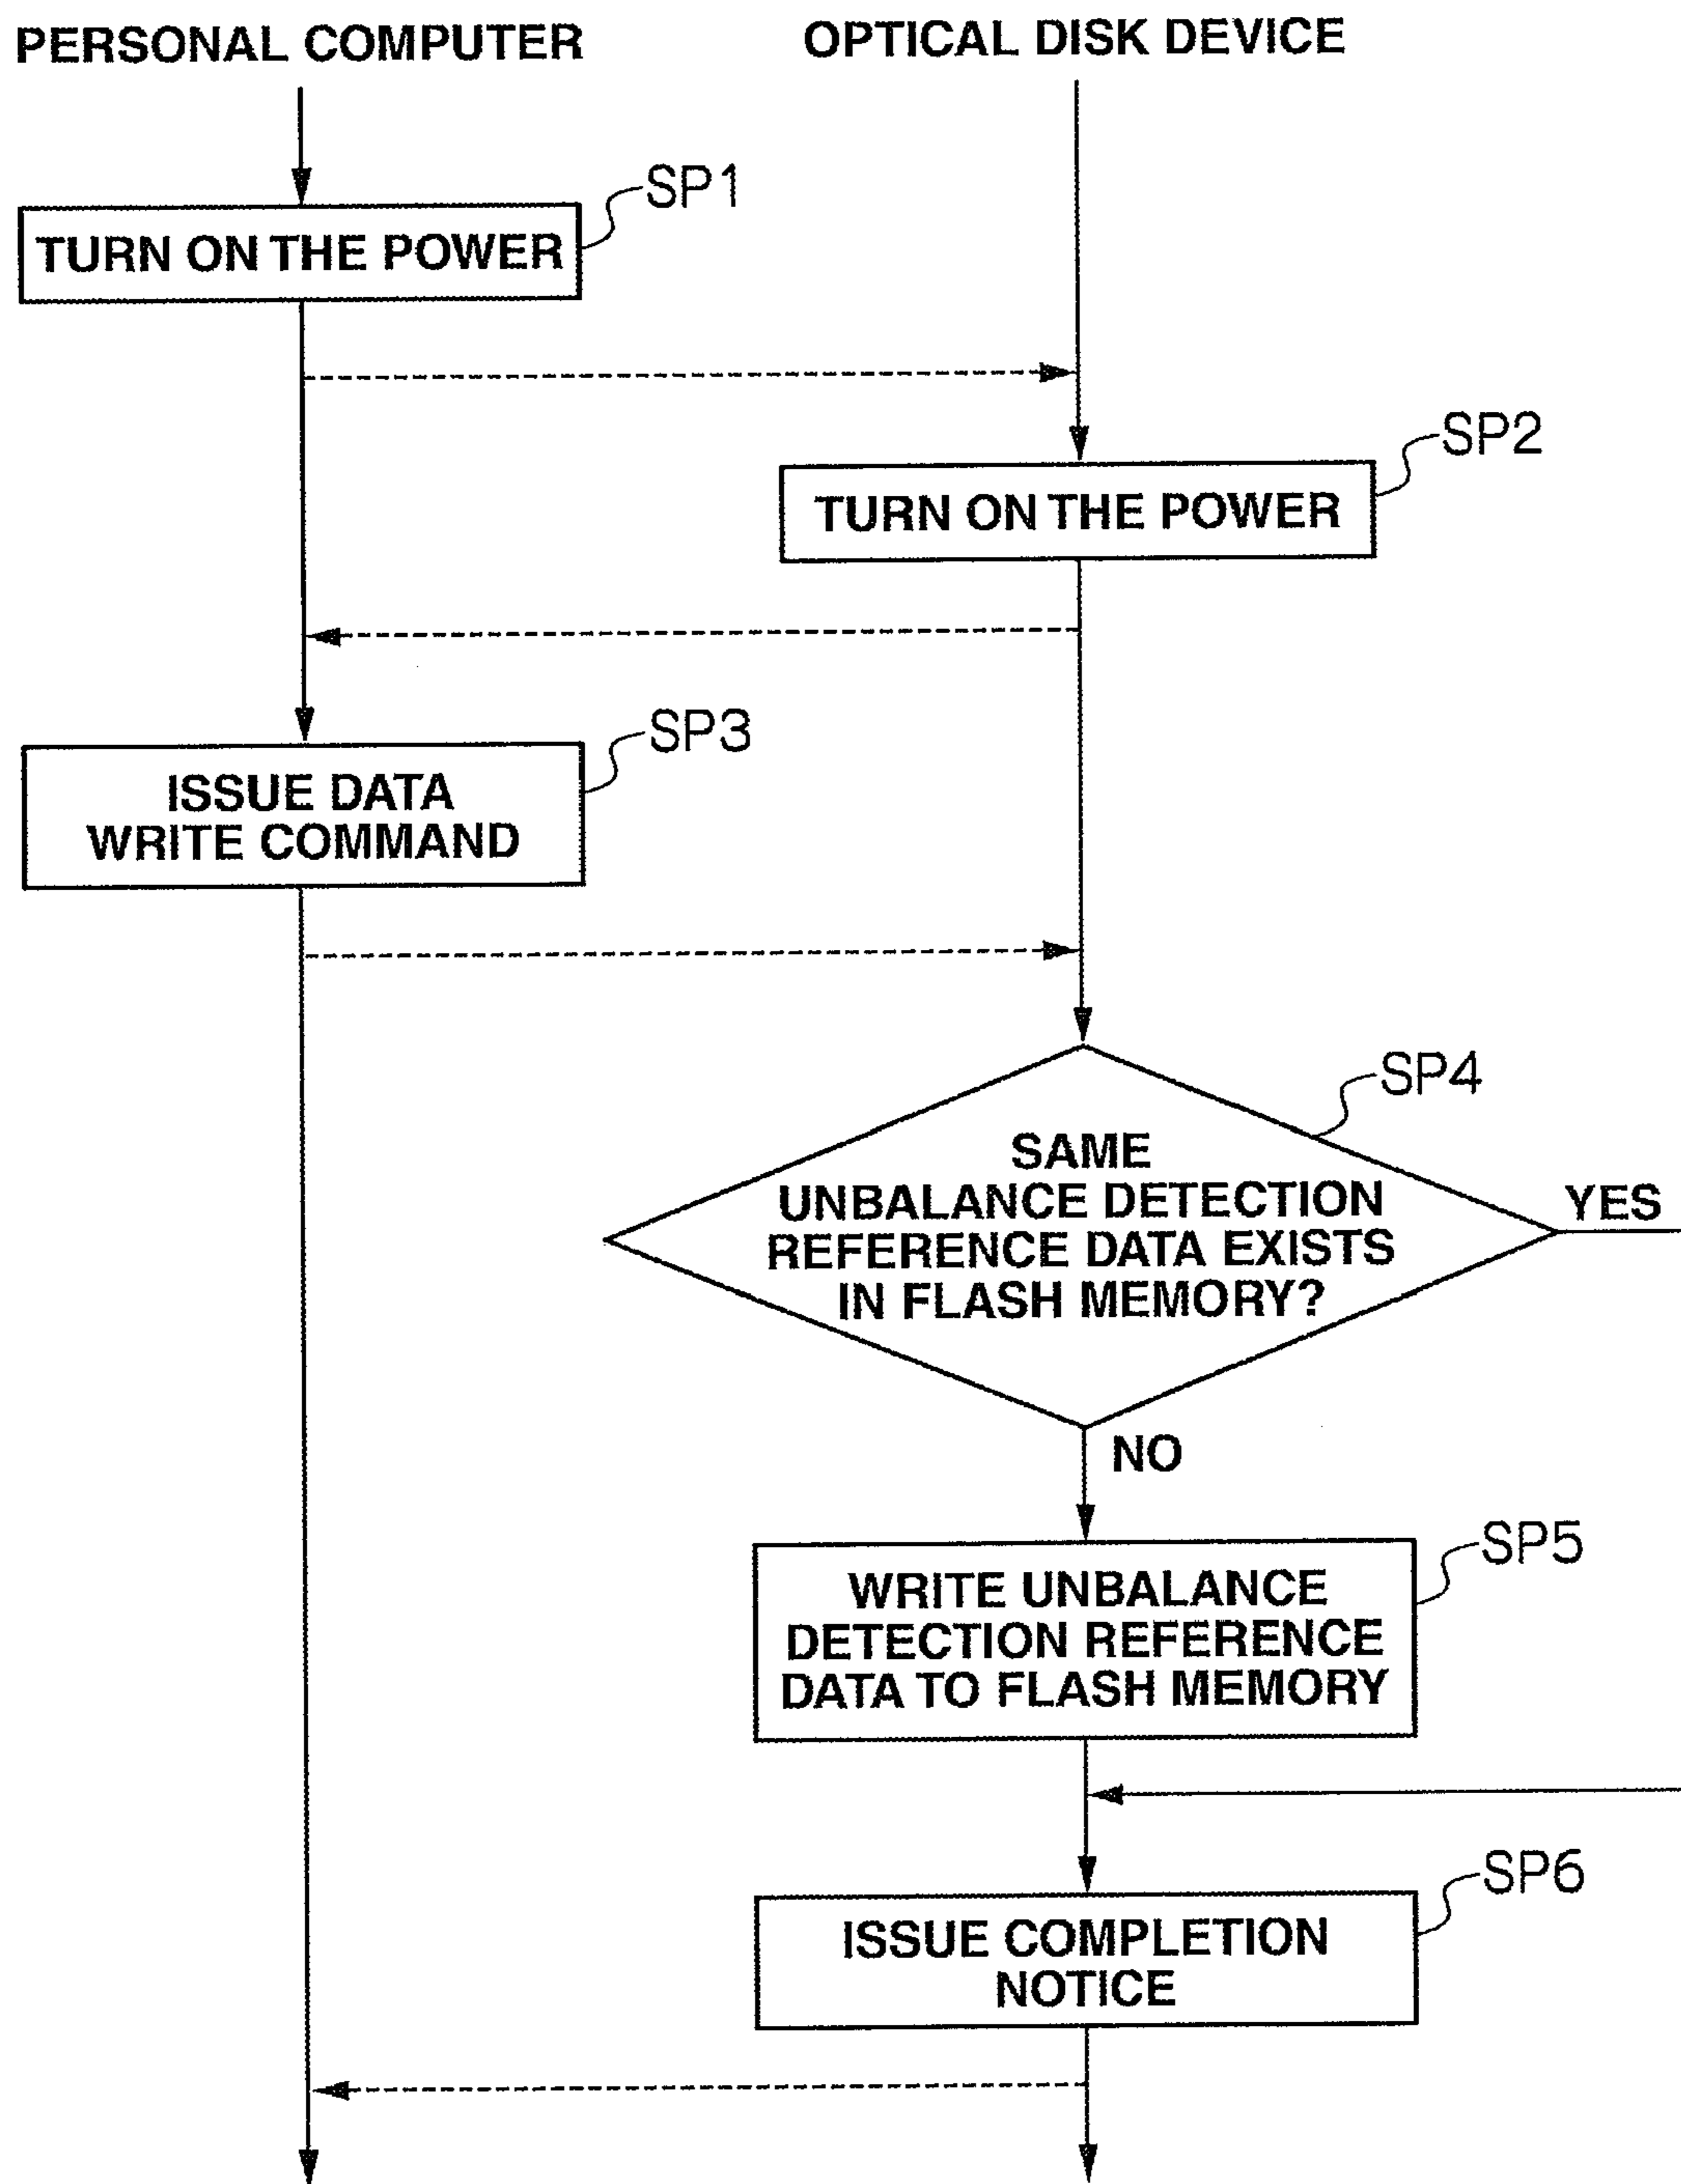 PERSONAL COMPUTER
OPTICAL DISK DEVICE
SP1
TURN ON THE POWER
SP2
TURN ON THE POWER
SP3
ISSUE DATA
WRITE COMMAND
SP4
SAME
UNBALANCE DETECTION
REFERENCE DATA EXISTS
IN FLASH MEMORY?
YES
NO
SP5
WRITE UNBALANCE
DETECTION REFERENCE
DATA TO FLASH MEMORY
SP6
ISSUE COMPLETION
NOTICE